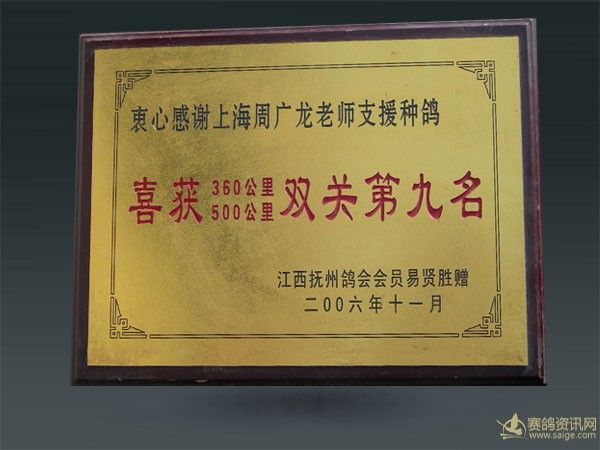 衷心感谢上海周广龙老师支援种鸽
喜获360公里500公里双关第九名
江西抚州鸽会会员易贤胜赠
二00六年十一月
赛鸽资讯网
www.saige.com